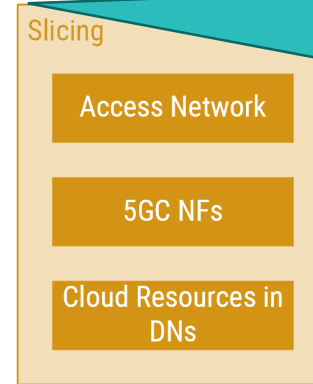 Slicing
Access Network
5GC NFs
Cloud Resources in
DNs